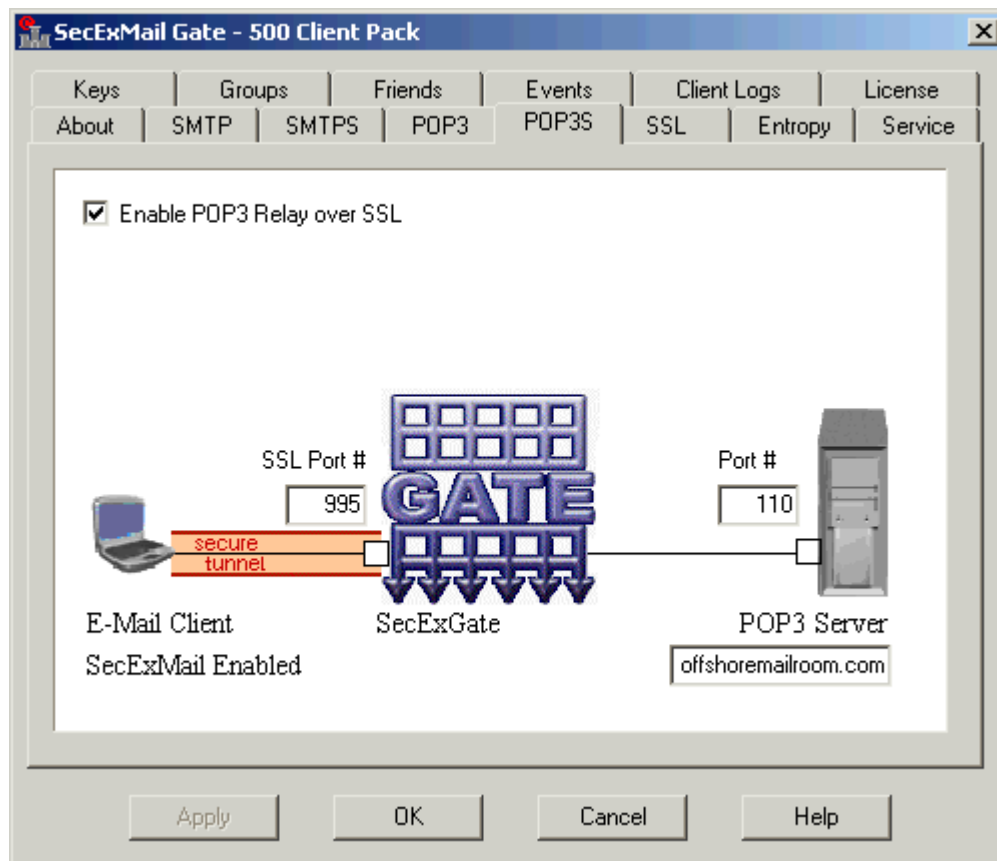 SecExMail Gate - 500 Client Pack
Keys Groups Friends Events Client Logs License
About SMTP SMTPS POP3 POP3S SSL Entropy Service
Enable POP3 Relay over SSL
SSL Port # Port #
995 GATE 110
secure
tunnel
E-Mail Client SecExGate POP3 Server
SecExMail Enabled offshoremailroom.com
Apply OK Cancel Help